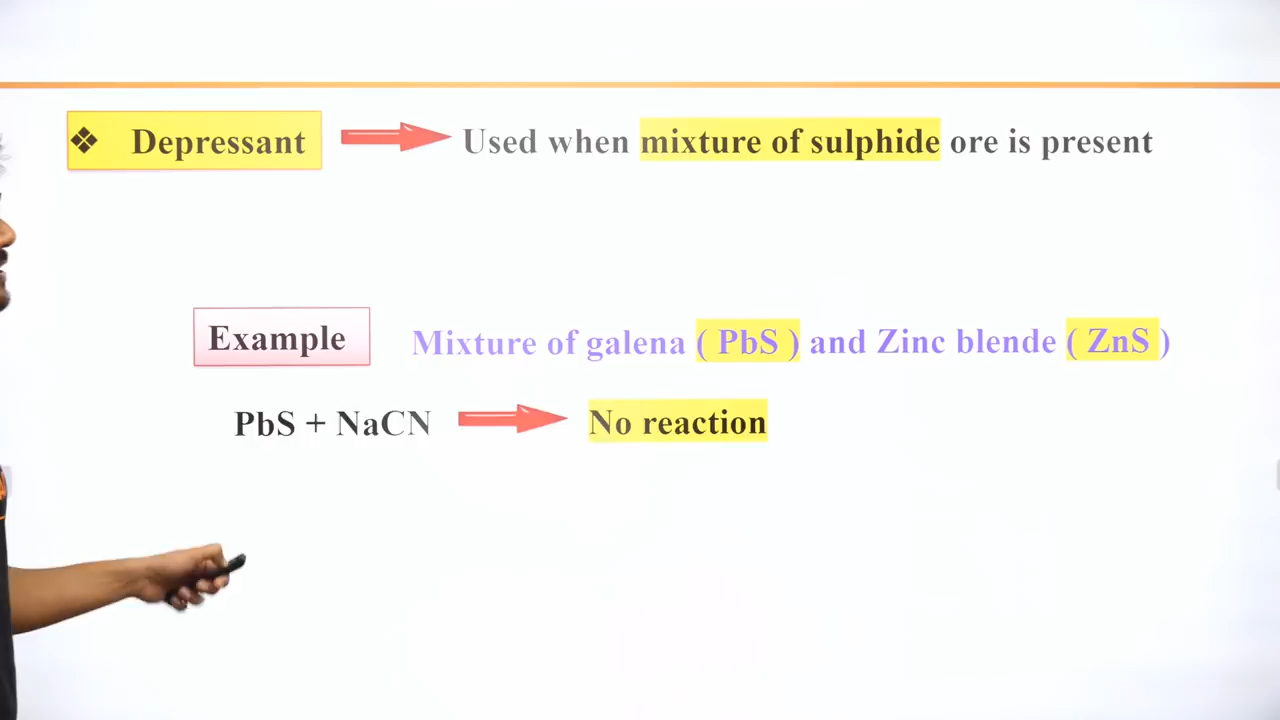 ❖ Depressant Used when mixture of sulphide ore is present
Example Mixture of galena ( PbS ) and Zinc blende ( ZnS )
PbS + NaCN No reaction